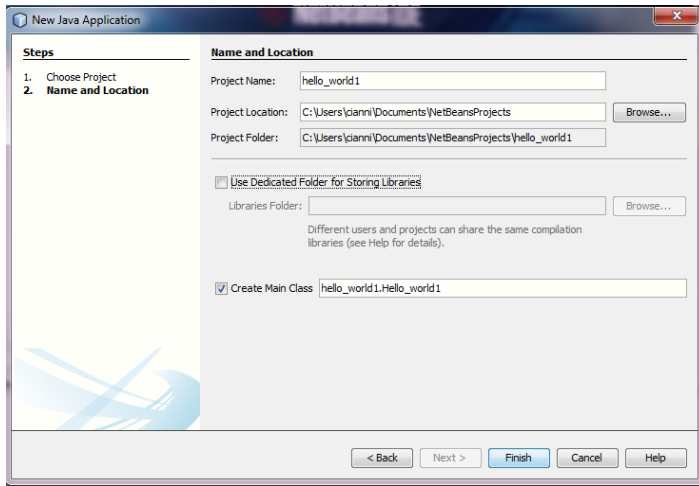 New Java Application
Steps
1. Choose Project
2. Name and Location
Name and Location
Project Name: hello_world1
Project Location: C:\Users\cianni\Documents\NetBeansProjects Browse...
Project Folder: C:\Users\cianni\Documents\NetBeansProjects\hello_world1
Use Dedicated Folder for Storing Libraries
Libraries Folder: Browse...
Different users and projects can share the same compilation
libraries (see Help for details).
Create Main Class hello_world1.Hello_world1
< Back Next > Finish Cancel Help